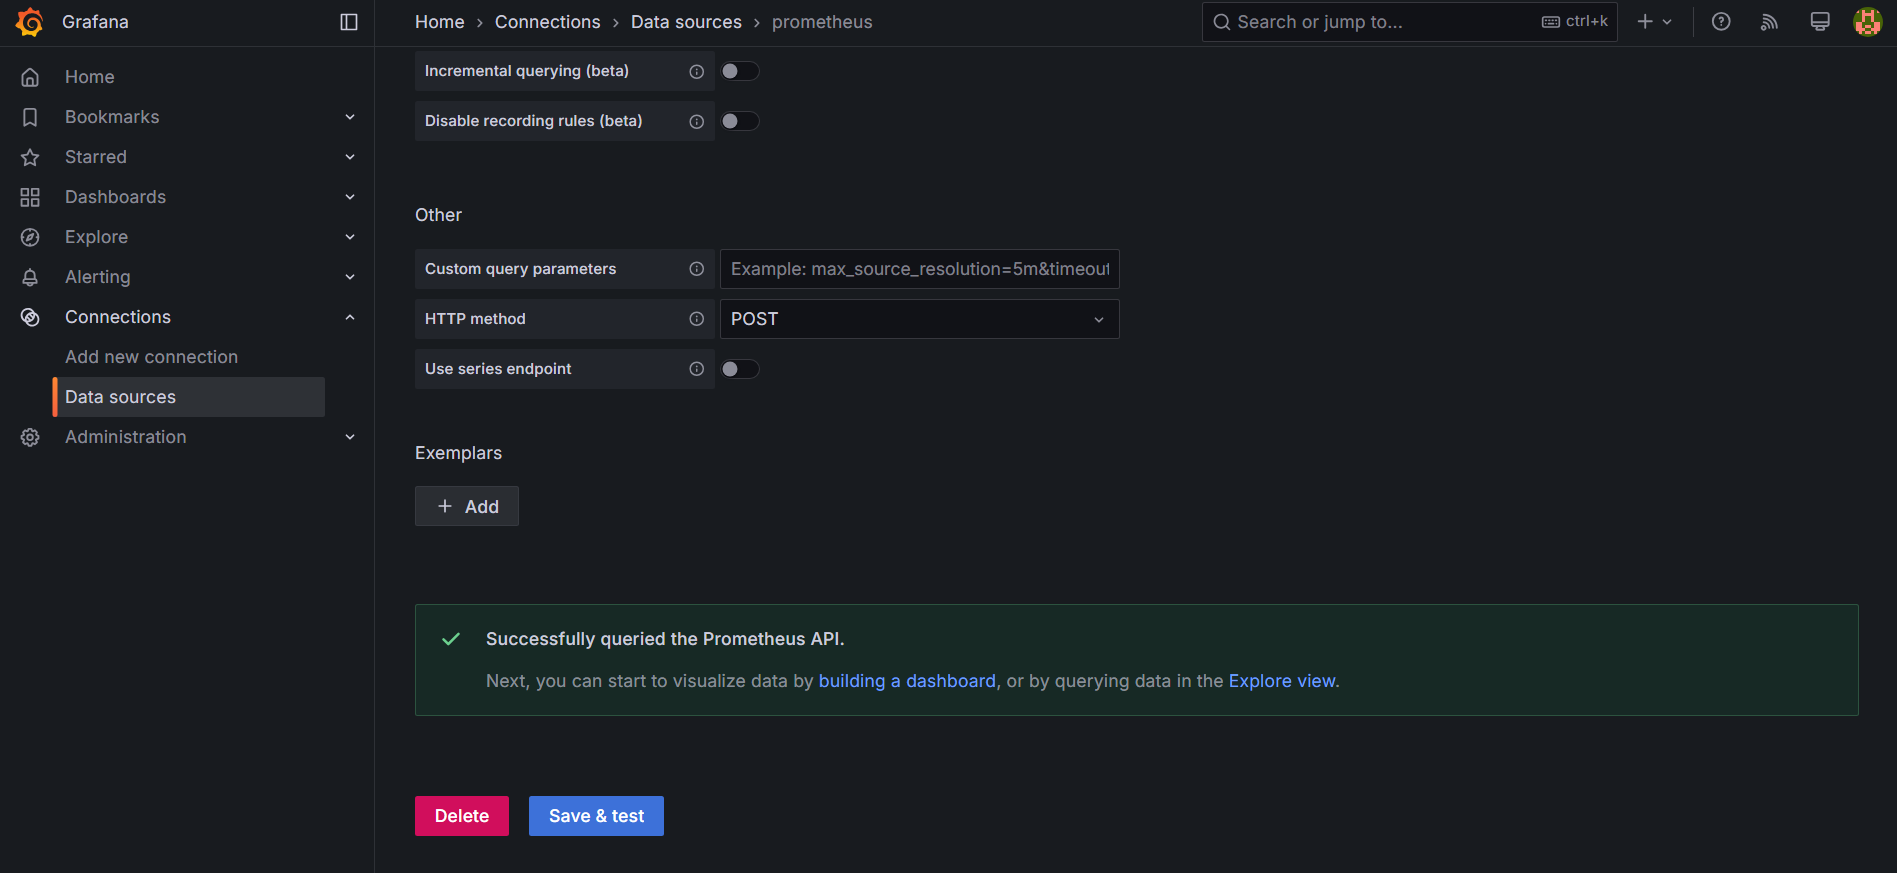 Grafana
Home › Connections › Data sources › prometheus
Search or jump to...
ctrl+k
Home
Bookmarks
Starred
Dashboards
Explore
Alerting
Connections
Add new connection
Data sources
Administration
Incremental querying (beta)
Disable recording rules (beta)
Other
Custom query parameters
Example: max_source_resolution=5m&timeout
HTTP method
POST
Use series endpoint
Exemplars
+ Add
Successfully queried the Prometheus API.
Next, you can start to visualize data by building a dashboard, or by querying data in the Explore view.
Delete
Save & test